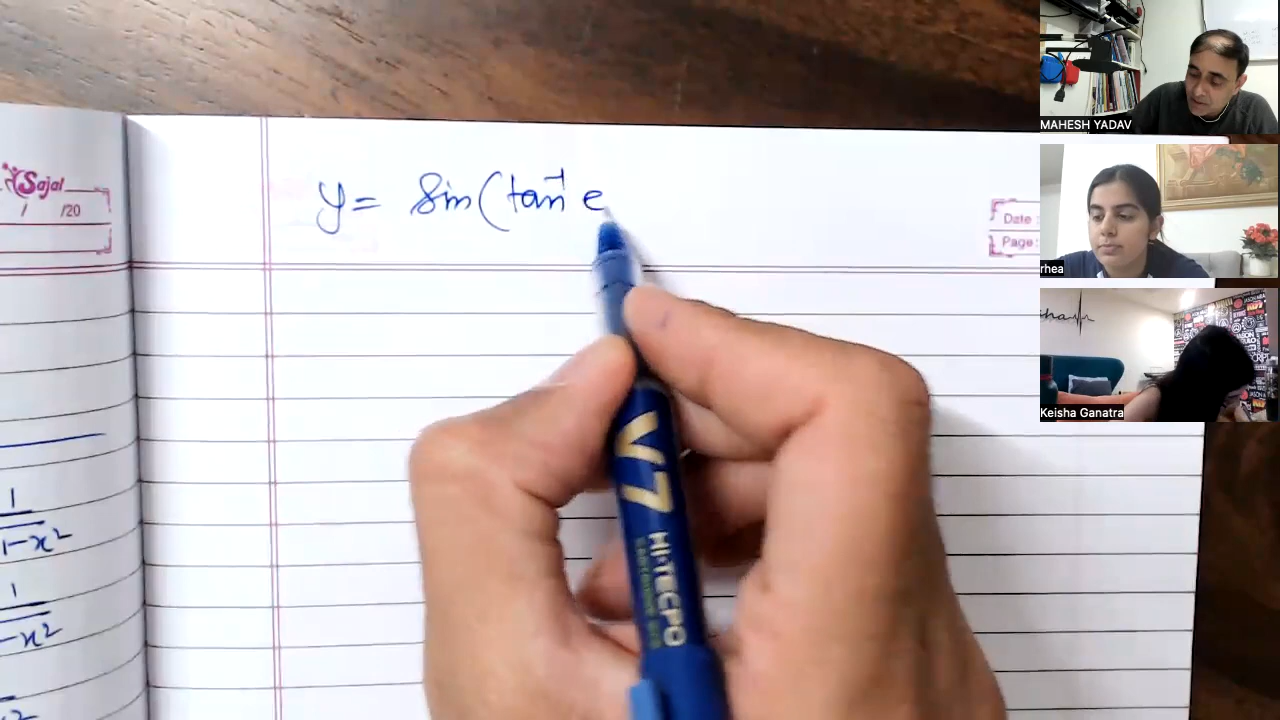 MAHESH YADAV
Sajal
/ /20
y = Sin(tan⁻¹ e
Date :
Page:
rhea
Keisha Ganatra
V7
HI-TECPO
1
1-x²
1
-x²